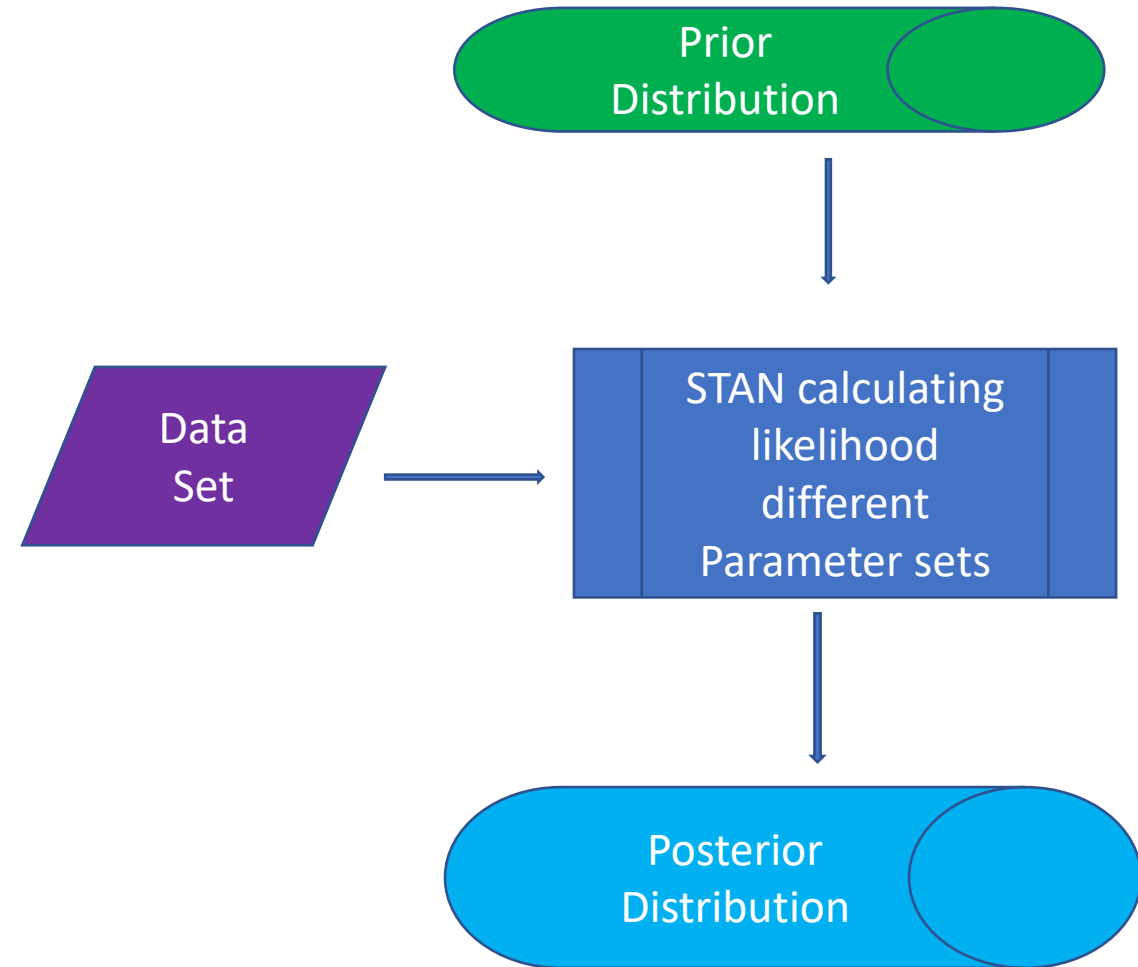 Prior
Distribution
Data
Set
STAN calculating
likelihood
different
Parameter sets
Posterior
Distribution